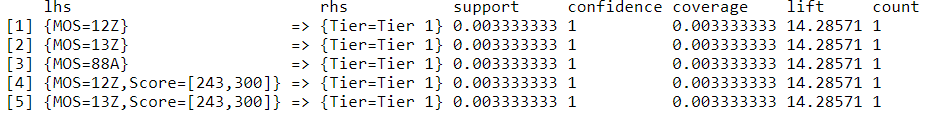 lhs                            rhs           support     confidence coverage    lift     count
[1] {MOS=12Z}                   => {Tier=Tier 1} 0.003333333 1          0.003333333 14.28571 1
[2] {MOS=13Z}                   => {Tier=Tier 1} 0.003333333 1          0.003333333 14.28571 1
[3] {MOS=88A}                   => {Tier=Tier 1} 0.003333333 1          0.003333333 14.28571 1
[4] {MOS=12Z,Score=[243,300]} => {Tier=Tier 1} 0.003333333 1          0.003333333 14.28571 1
[5] {MOS=13Z,Score=[243,300]} => {Tier=Tier 1} 0.003333333 1          0.003333333 14.28571 1